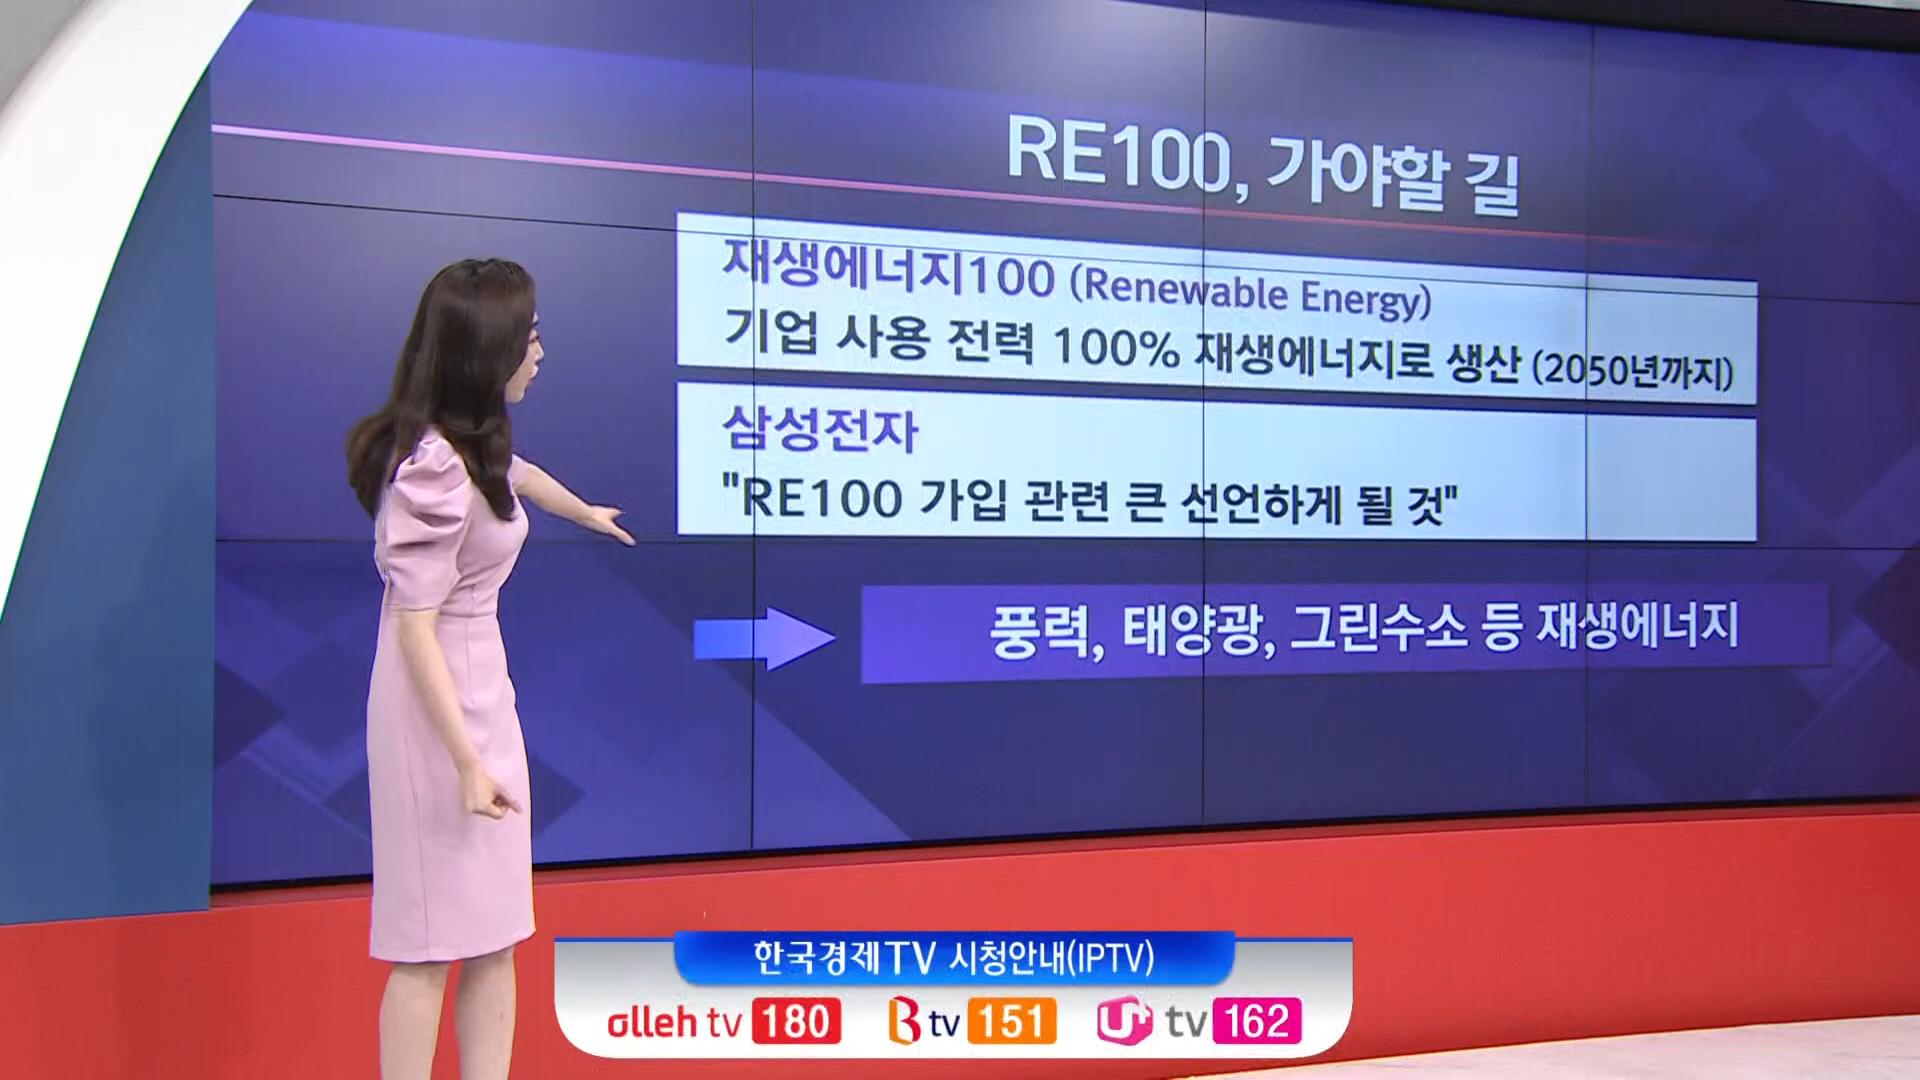 RE100, 가야할 길
재생에너지100 (Renewable Energy)
기업 사용 전력 100% 재생에너지로 생산 (2050년까지)
삼성전자
"RE100 가입 관련 큰 선언하게 될 것"
풍력, 태양광, 그린수소 등 재생에너지
한국경제TV 시청안내(IPTV)
olleh tv 180 B tv 151 U+ tv 162